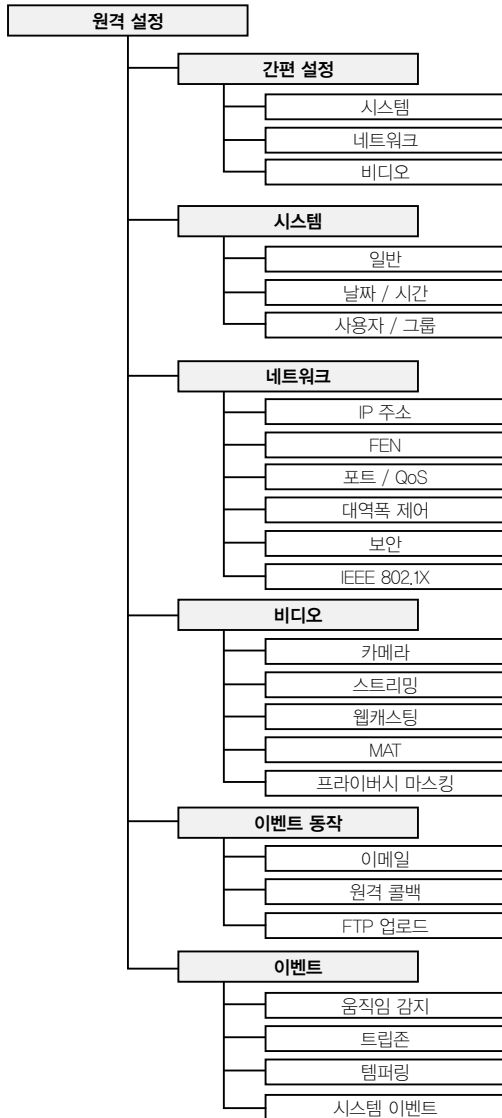 원격 설정
간편 설정
시스템
네트워크
비디오
시스템
일반
날짜 / 시간
사용자 / 그룹
네트워크
IP 주소
FEN
포트 / QoS
대역폭 제어
보안
IEEE 802.1X
비디오
카메라
스트리밍
웹캐스팅
MAT
프라이버시 마스킹
이벤트 동작
이메일
원격 콜백
FTP 업로드
이벤트
움직임 감지
트립존
템퍼링
시스템 이벤트